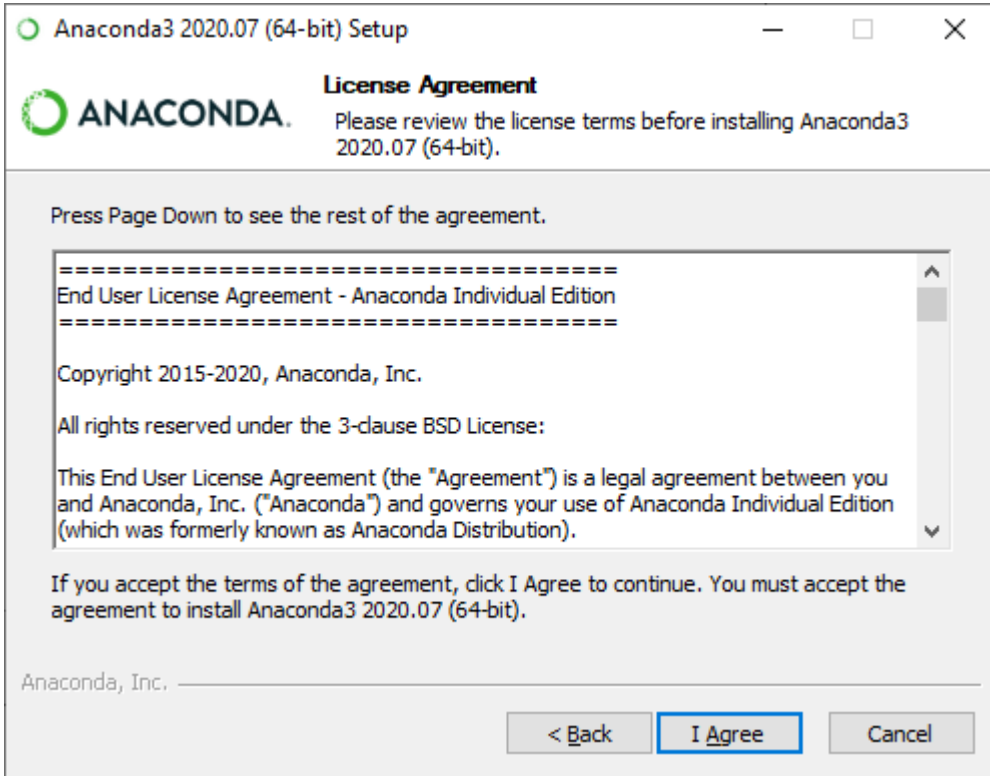 Anaconda3 2020.07 (64-bit) Setup
ANACONDA.
License Agreement
Please review the license terms before installing Anaconda3
2020.07 (64-bit).
Press Page Down to see the rest of the agreement.
===================================
End User License Agreement - Anaconda Individual Edition
===================================
Copyright 2015-2020, Anaconda, Inc.
All rights reserved under the 3-clause BSD License:
This End User License Agreement (the "Agreement") is a legal agreement between you
and Anaconda, Inc. ("Anaconda") and governs your use of Anaconda Individual Edition
(which was formerly known as Anaconda Distribution).
If you accept the terms of the agreement, click I Agree to continue. You must accept the
agreement to install Anaconda3 2020.07 (64-bit).
Anaconda, Inc.
< Back
I Agree
Cancel